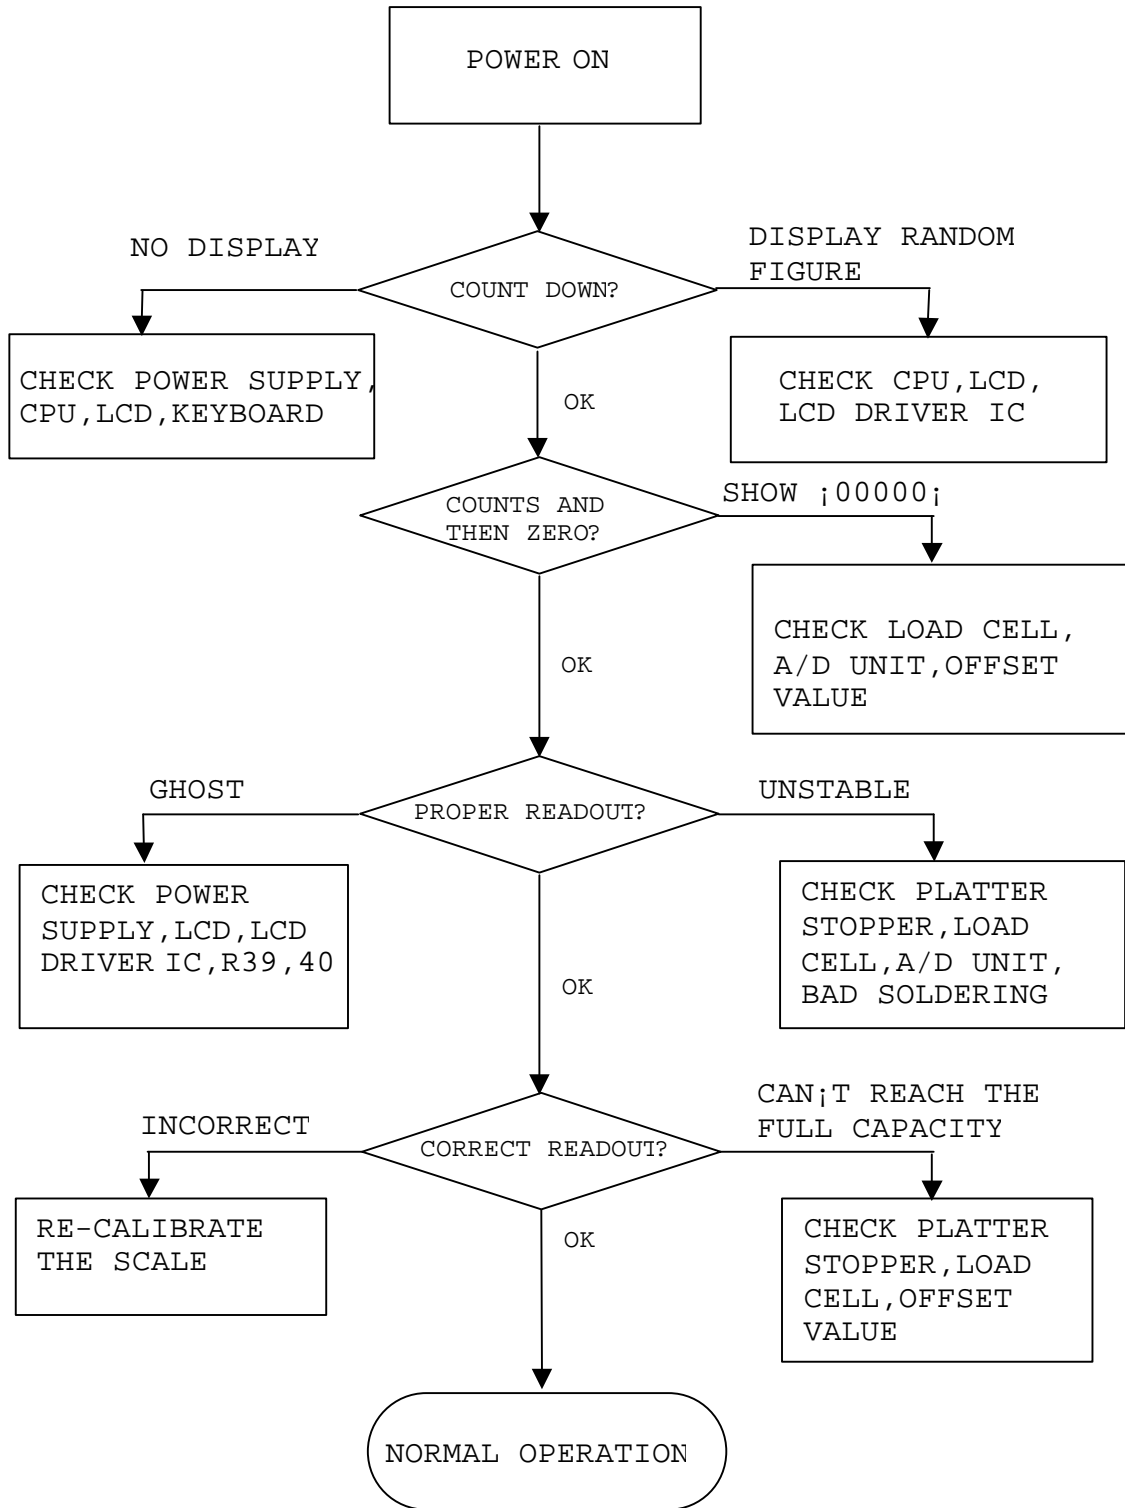 POWER ON
NO DISPLAY
DISPLAY RANDOM
FIGURE
COUNT DOWN?
CHECK POWER SUPPLY,
CPU,LCD,KEYBOARD
OK
CHECK CPU,LCD,
LCD DRIVER IC
COUNTS AND
THEN ZERO?
SHOW ¡00000¡
OK
CHECK LOAD CELL,
A/D UNIT,OFFSET
VALUE
GHOST
PROPER READOUT?
UNSTABLE
CHECK POWER
SUPPLY,LCD,LCD
DRIVER IC,R39,40
OK
CHECK PLATTER
STOPPER,LOAD
CELL,A/D UNIT,
BAD SOLDERING
INCORRECT
CORRECT READOUT?
CAN¡T REACH THE
FULL CAPACITY
RE-CALIBRATE
THE SCALE
OK
CHECK PLATTER
STOPPER,LOAD
CELL,OFFSET
VALUE
NORMAL OPERATION